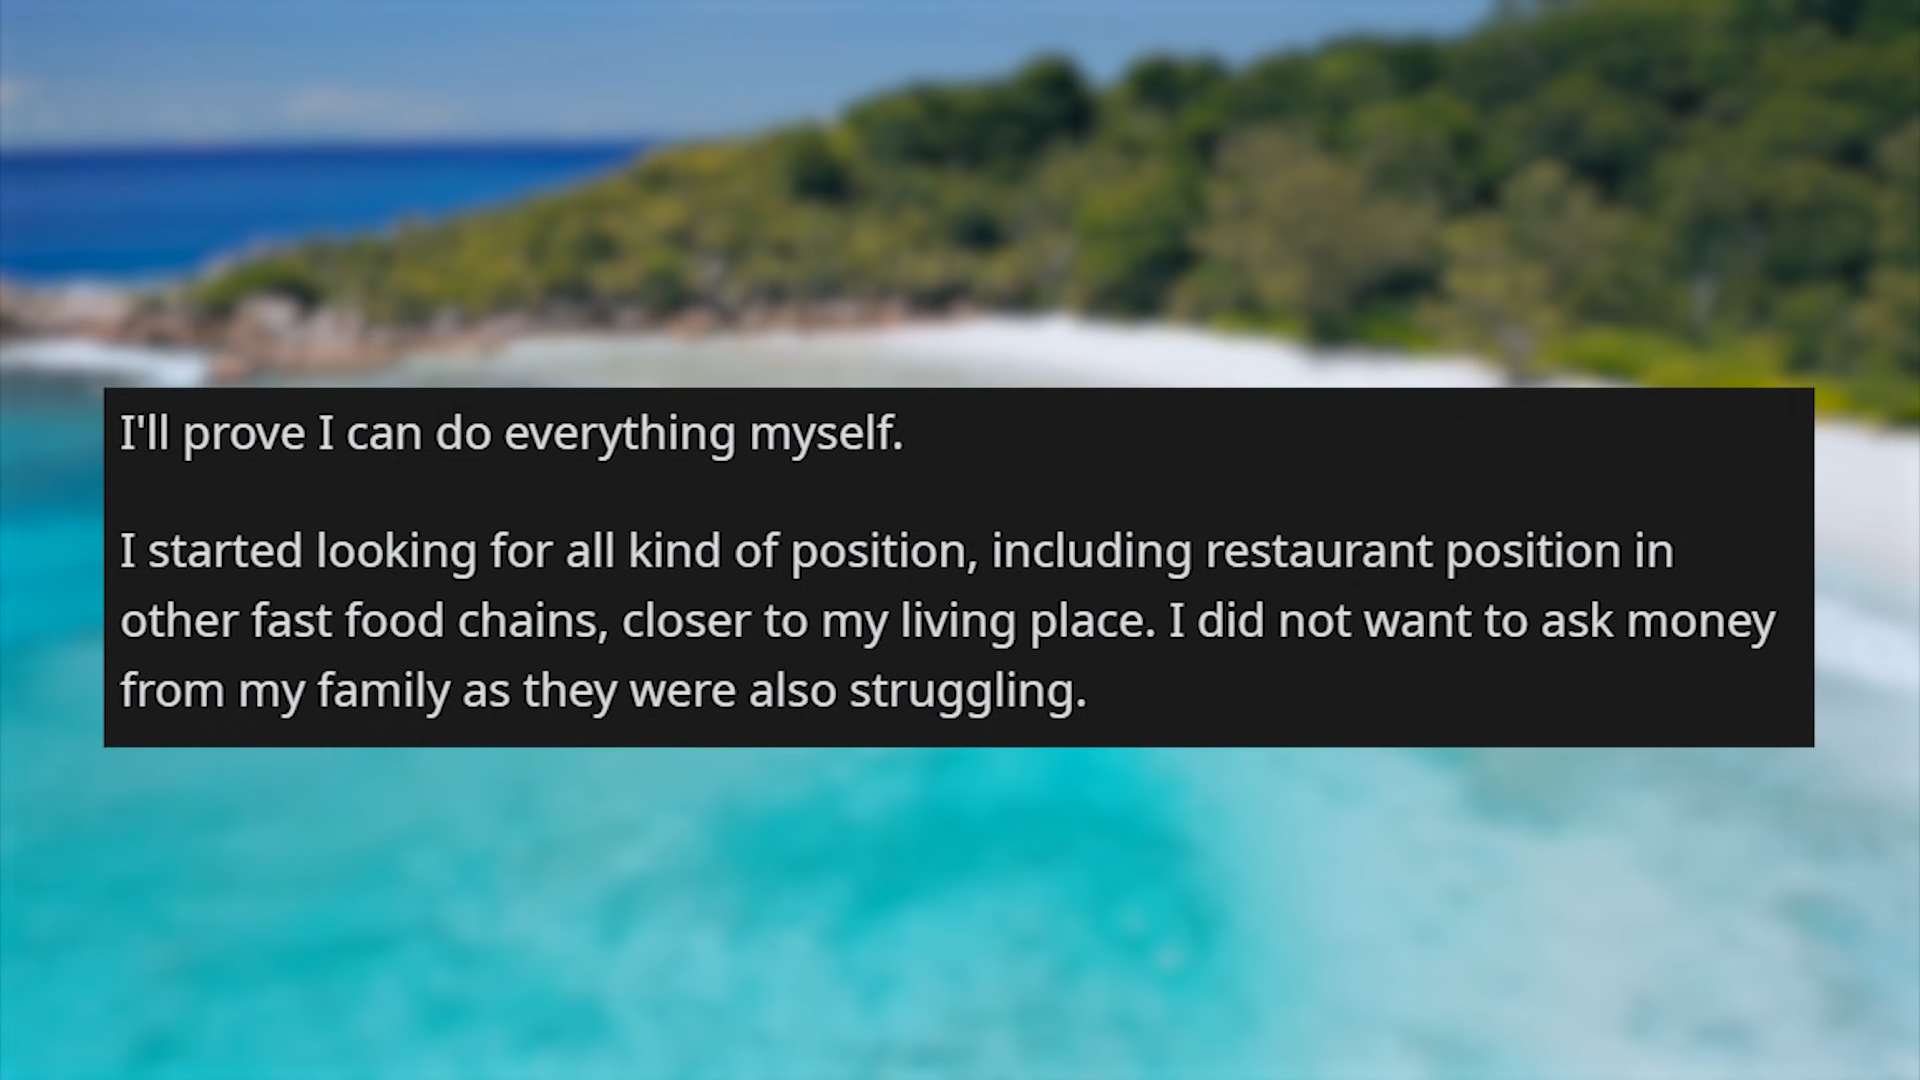 I'll prove I can do everything myself.
I started looking for all kind of position, including restaurant position in
other fast food chains, closer to my living place. I did not want to ask money
from my family as they were also struggling.